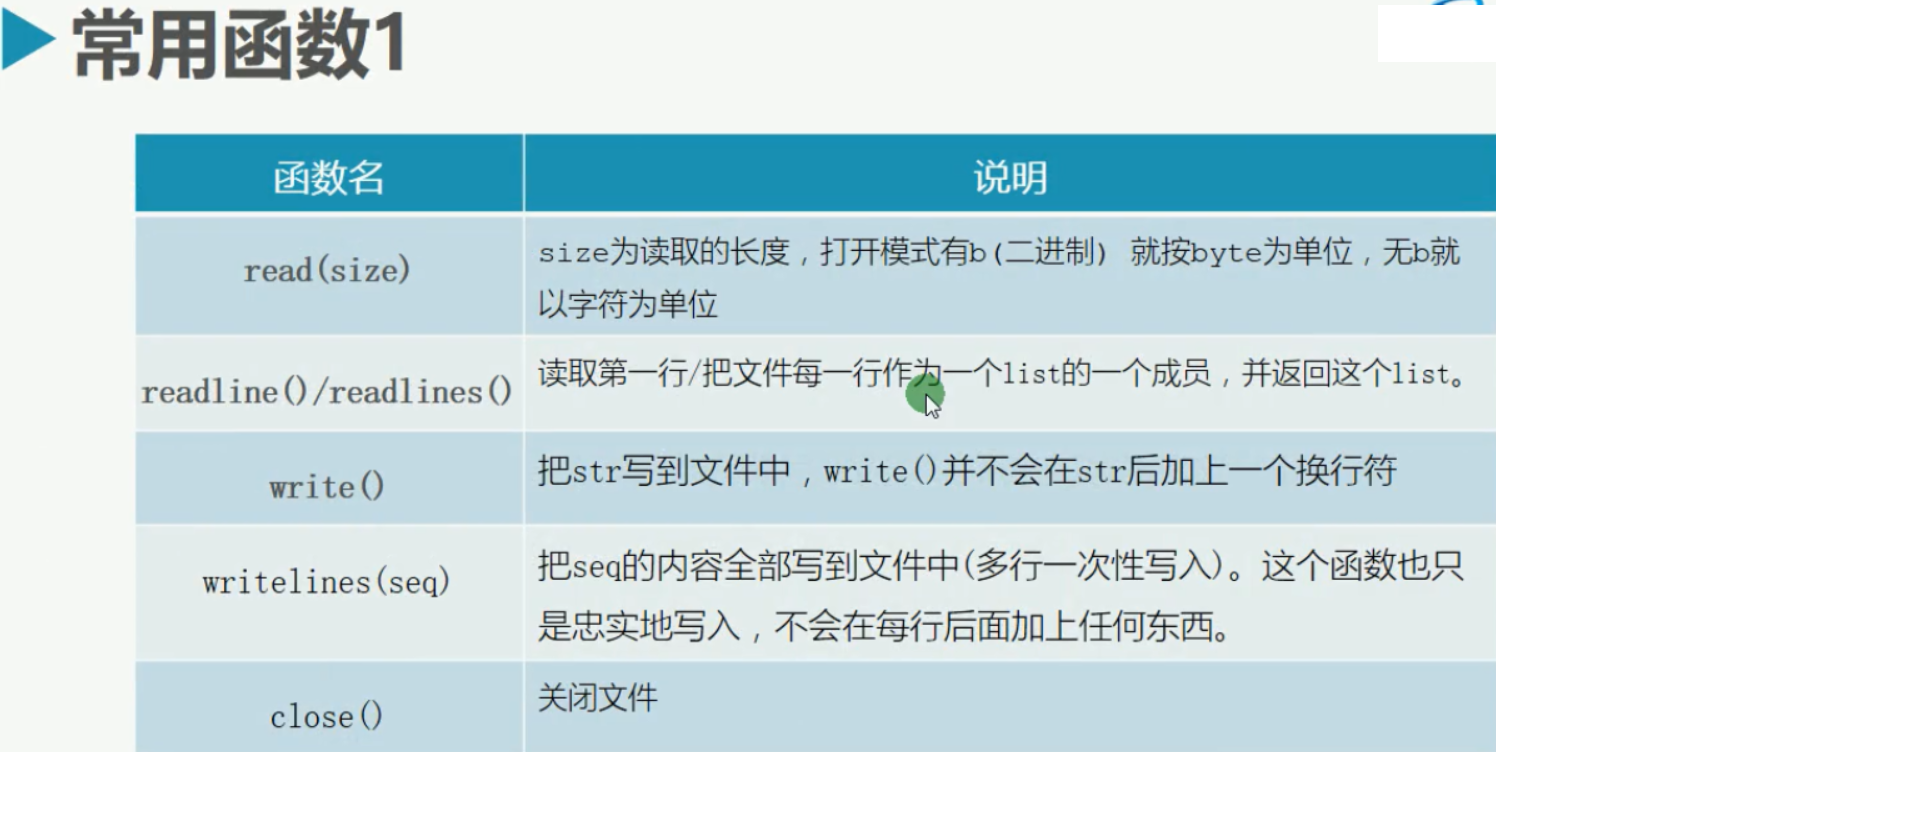 常用函数1
函数名
说明
read(size)
size为读取的长度，打开模式有b(二进制) 就按byte为单位，无b就
以字符为单位
readline()/readlines()
读取第一行/把文件每一行作为一个list的一个成员，并返回这个list。
write()
把str写到文件中，write()并不会在str后加上一个换行符
writelines(seq)
把seq的内容全部写到文件中(多行一次性写入)。这个函数也只
是忠实地写入，不会在每行后面加上任何东西。
close()
关闭文件